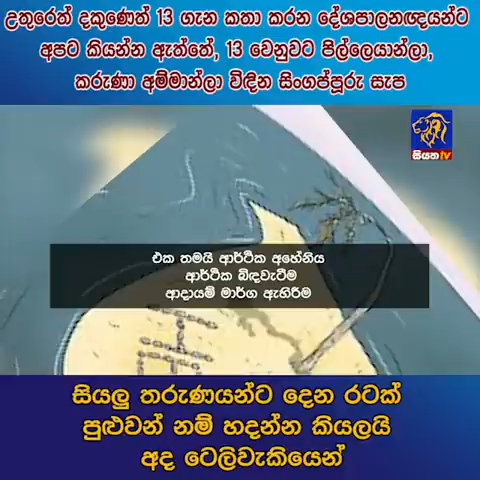 උතුරෙත් දකුණෙත් 13 ගැන කතා කරන දේශපාලනඥයන්ට
අපට කියන්න ඇත්තේ, 13 වෙනුවට පිල්ලෙයාන්ලා,
කරුණා අම්මාන්ලා විඳින සිංගප්පූරු සැප
සියත tv
එක තමයි ආර්ථික අහේනිය
ආර්ථික බිඳවැටීම
ආදායම් මාර්ග ඇහිරීම
සියලු තරුණයන්ට දෙන රටක්
පුළුවන් නම් හදන්න කියලයි
අද ටෙලිවැකියෙන්